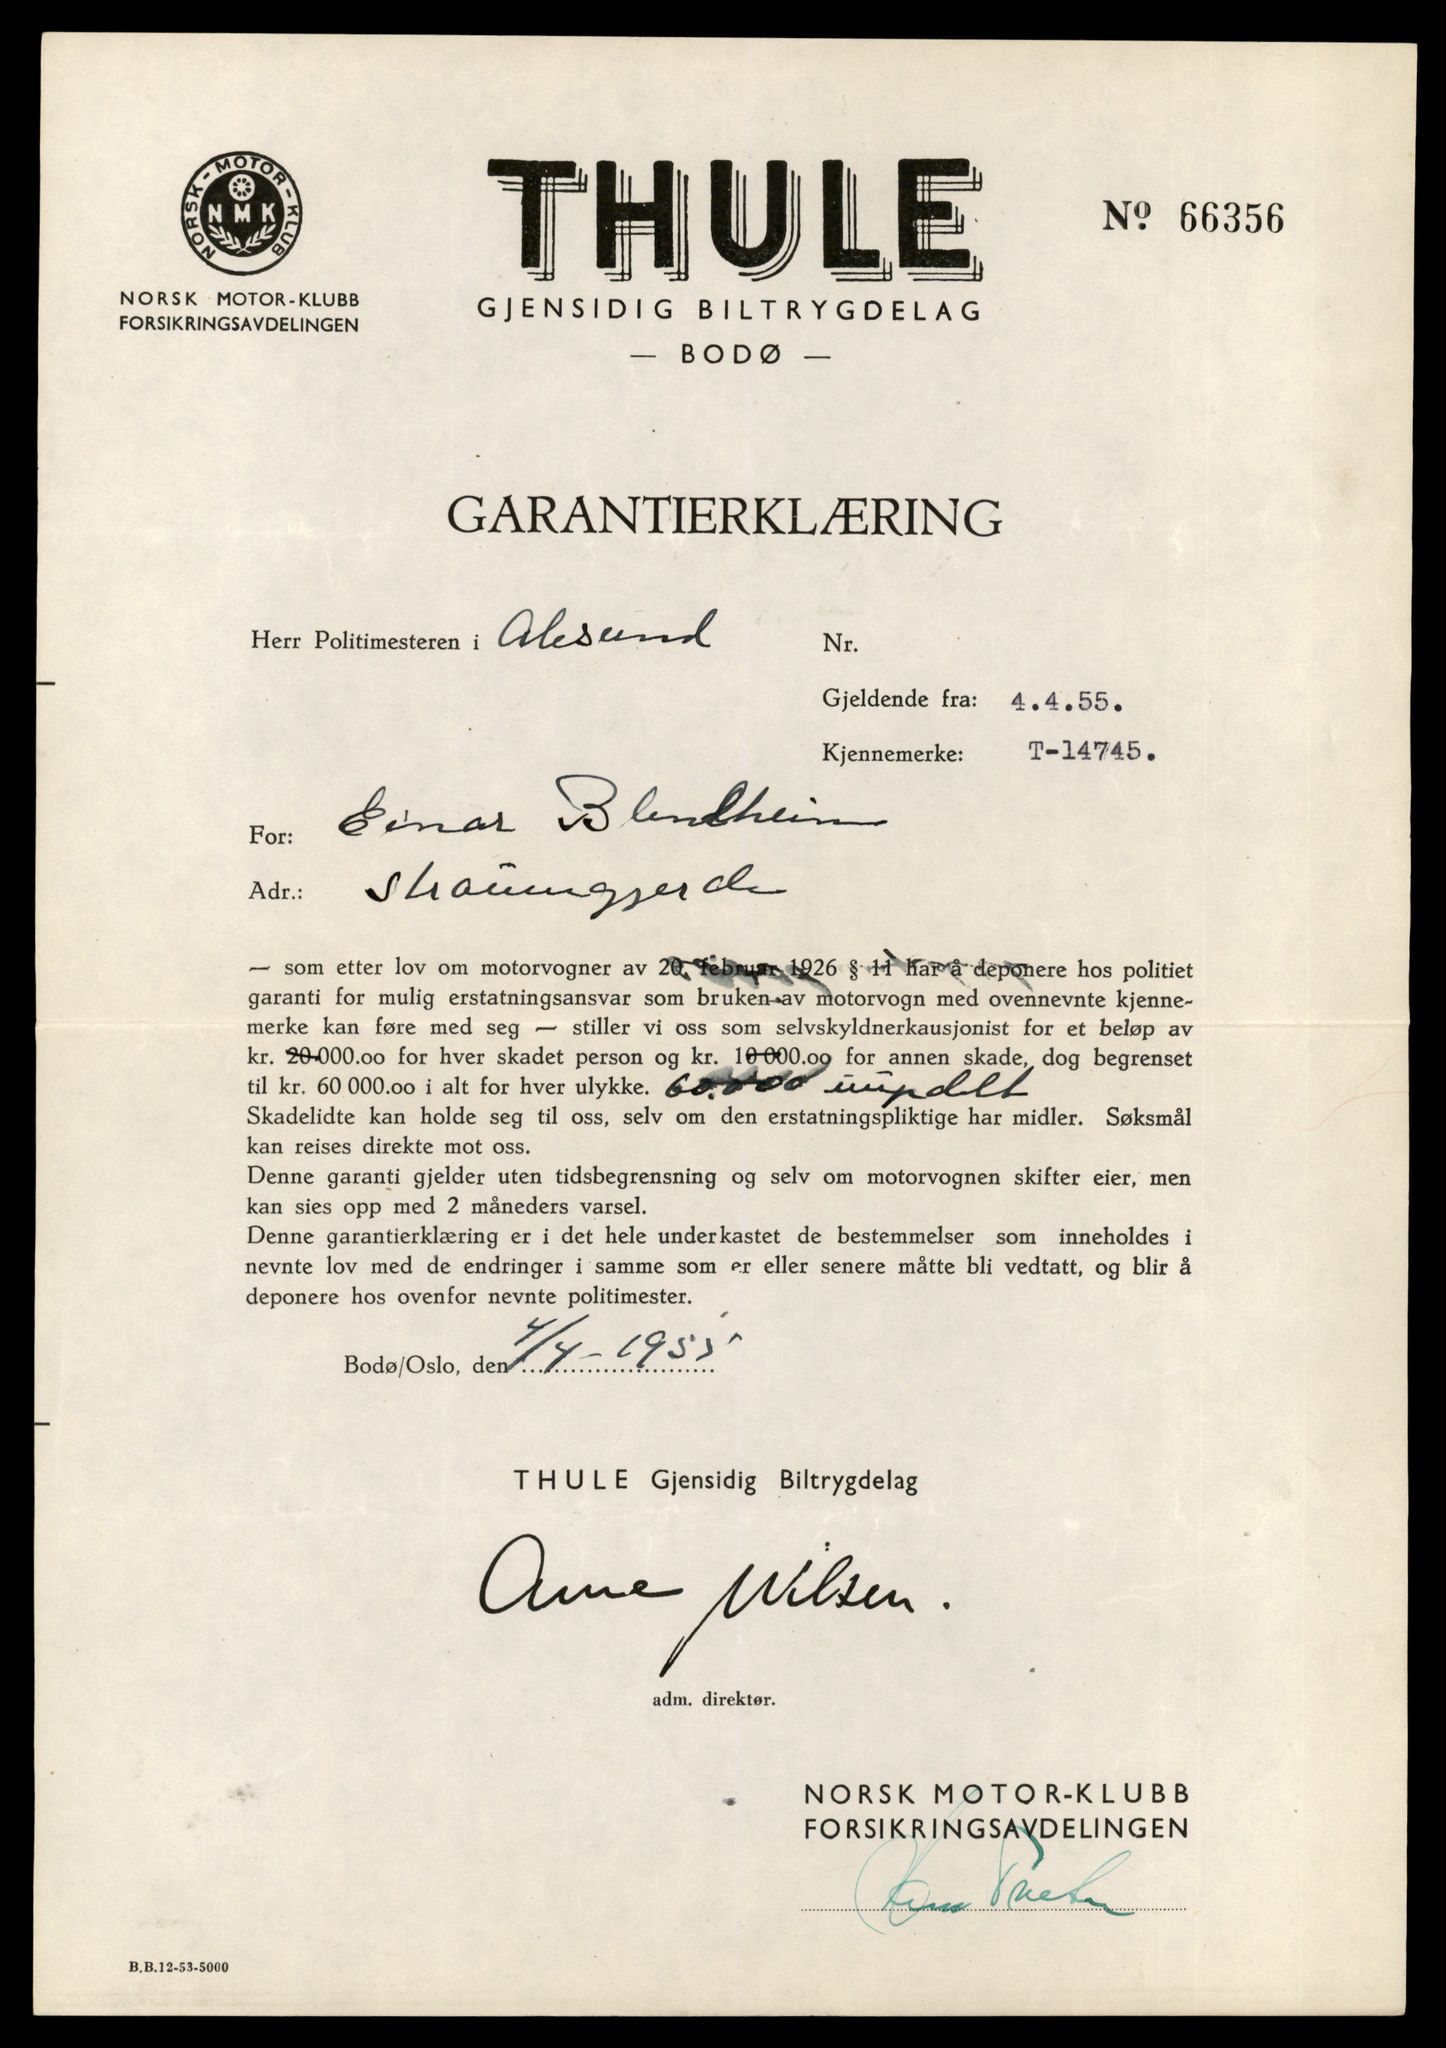 NORSK - MOTOR - KLUBB
NMK
NORSK MOTOR-KLUBB
FORSIKRINGSAVDELINGEN
THULE
GJENSIDIG BILTRYGDELAG
— BODØ —
Nº 66356
GARANTIERKLÆRING
Herr Politimesteren i Alesund
Nr.
Gjeldende fra: 4.4.55.
Kjennemerke: T-14745.
For: Einar Blindheim
Adr.: Straumgjerde
— som etter lov om motorvogner av 20. februar 1926 § 11 har å deponere hos politiet
garanti for mulig erstatningsansvar som bruken av motorvogn med ovennevnte kjenne-
merke kan føre med seg — stiller vi oss som selvskyldnerkausjonist for et beløp av
kr. 20 000.oo for hver skadet person og kr. 10 000.oo for annen skade, dog begrenset
til kr. 60 000.oo i alt for hver ulykke. 60.000 uupdelt
Skadelidte kan holde seg til oss, selv om den erstatningspliktige har midler. Søksmål
kan reises direkte mot oss.
Denne garanti gjelder uten tidsbegrensning og selv om motorvognen skifter eier, men
kan sies opp med 2 måneders varsel.
Denne garantierklæring er i det hele underkastet de bestemmelser som inneholdes i
nevnte lov med de endringer i samme som er eller senere måtte bli vedtatt, og blir å
deponere hos ovenfor nevnte politimester.
Bodø/Oslo, den 4/4-1955
THULE Gjensidig Biltrygdelag
Arne Nilsen.
adm. direktør.
NORSK MOTOR-KLUBB
FORSIKRINGSAVDELINGEN
B.B.12-53-5000